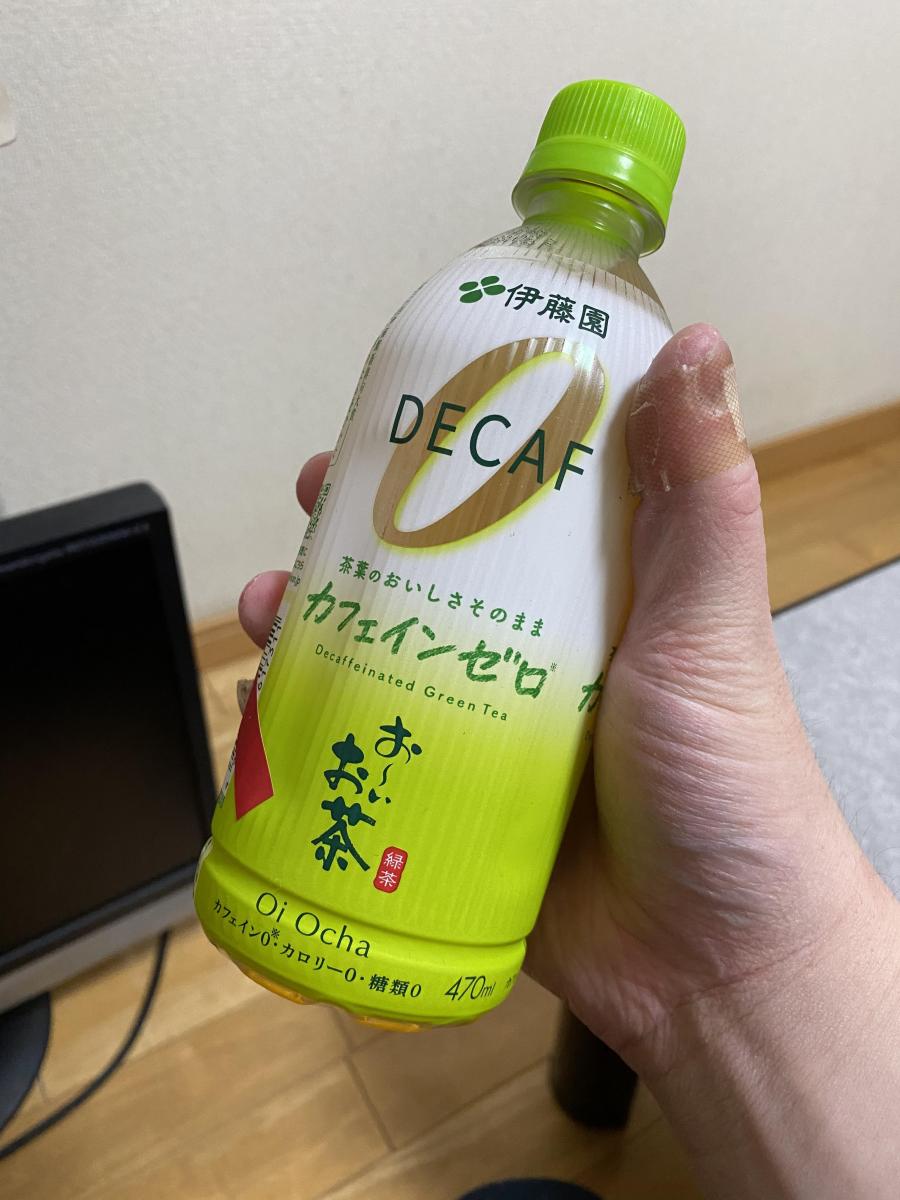 伊藤園
DECAF
茶葉のおいしさそのまま
カフェインゼロ※
Decaffeinated Green Tea
お～い
お茶
緑茶
Oi Ocha
カフェイン0※・カロリー0・糖類0
470ml